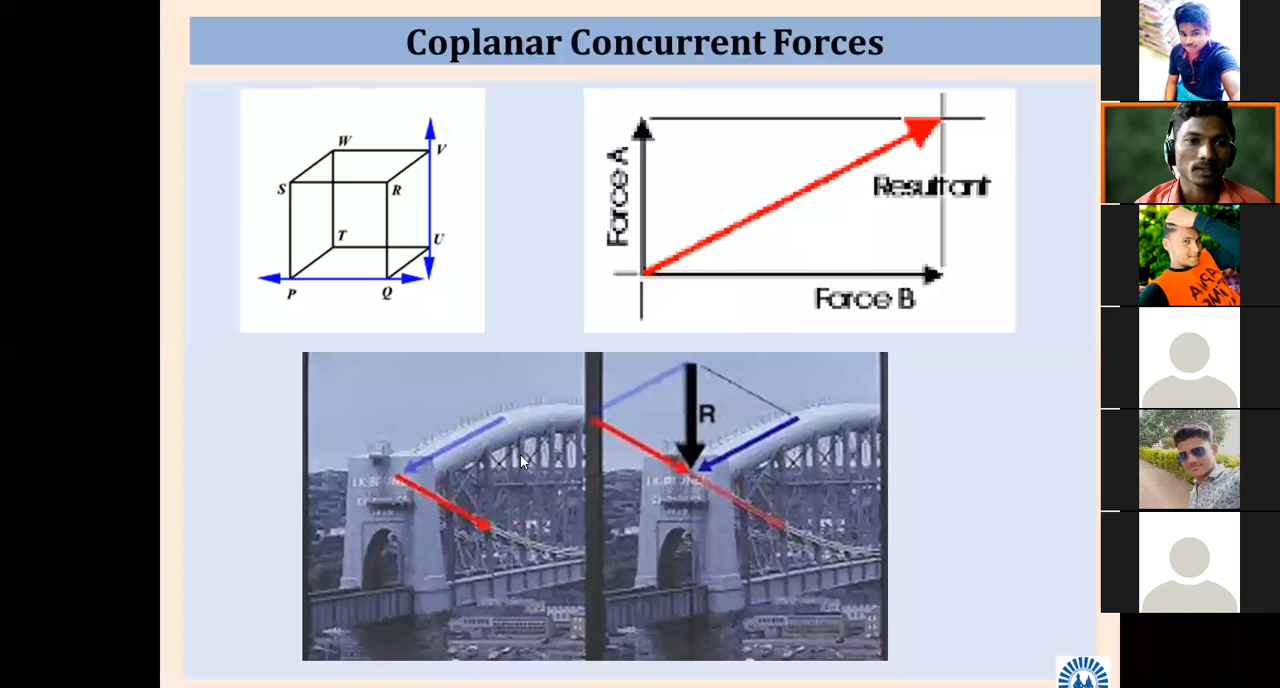 Coplanar Concurrent Forces
W
V
S
R
T
U
P
Q
Force A
Resultant
Force B
R